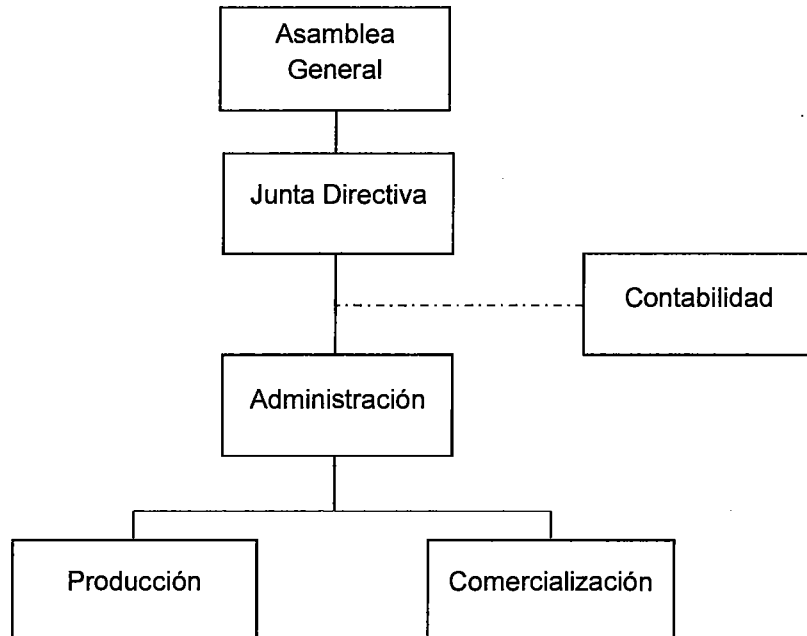 Asamblea
General
Junta Directiva
Contabilidad
Administración
Producción
Comercialización